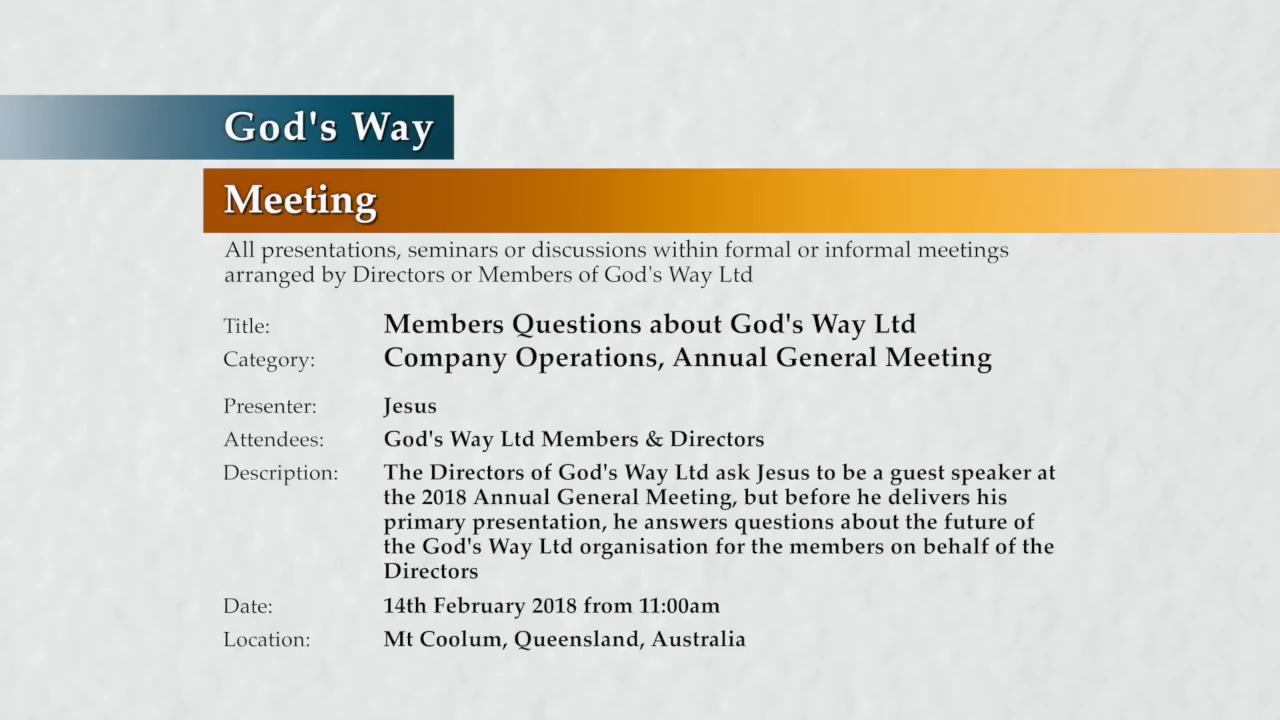 God's Way
Meeting
All presentations, seminars or discussions within formal or informal meetings
arranged by Directors or Members of God's Way Ltd
Title: Members Questions about God's Way Ltd
Category: Company Operations, Annual General Meeting
Presenter: Jesus
Attendees: God's Way Ltd Members & Directors
Description: The Directors of God's Way Ltd ask Jesus to be a guest speaker at
the 2018 Annual General Meeting, but before he delivers his
primary presentation, he answers questions about the future of
the God's Way Ltd organisation for the members on behalf of the
Directors
Date: 14th February 2018 from 11:00am
Location: Mt Coolum, Queensland, Australia